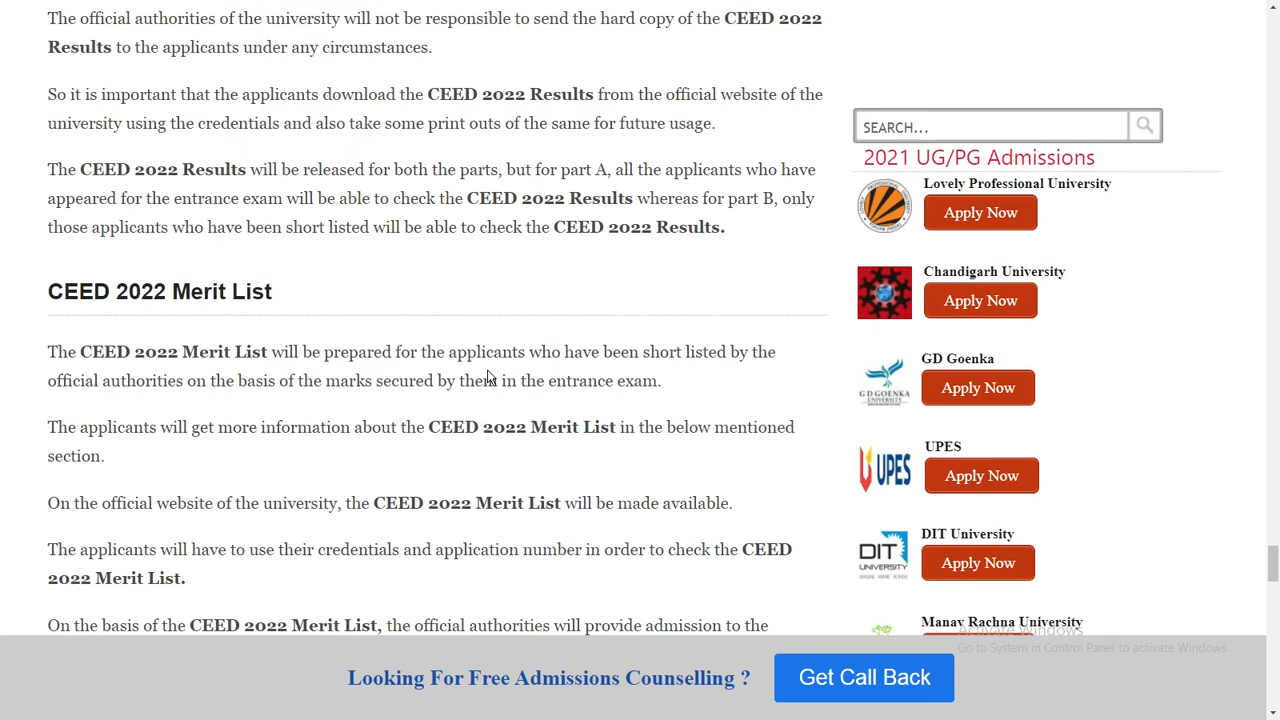 The official authorities of the university will not be responsible to send the hard copy of the CEED 2022
Results to the applicants under any circumstances.
So it is important that the applicants download the CEED 2022 Results from the official website of the
university using the credentials and also take some print outs of the same for future usage.
The CEED 2022 Results will be released for both the parts, but for part A, all the applicants who have
appeared for the entrance exam will be able to check the CEED 2022 Results whereas for part B, only
those applicants who have been short listed will be able to check the CEED 2022 Results.
CEED 2022 Merit List
The CEED 2022 Merit List will be prepared for the applicants who have been short listed by the
official authorities on the basis of the marks secured by them in the entrance exam.
The applicants will get more information about the CEED 2022 Merit List in the below mentioned
section.
On the official website of the university, the CEED 2022 Merit List will be made available.
The applicants will have to use their credentials and application number in order to check the CEED
2022 Merit List.
On the basis of the CEED 2022 Merit List, the official authorities will provide admission to the
SEARCH...
2021 UG/PG Admissions
Lovely Professional University
Apply Now
Chandigarh University
Apply Now
GD Goenka
G D GOENKA
UNIVERSITY
Apply Now
UPES
UPES
Apply Now
DIT University
DIT
UNIVERSITY
Apply Now
Manav Rachna University
Activate Windows
Go to System in Control Panel to activate Windows.
Looking For Free Admissions Counselling ?
Get Call Back